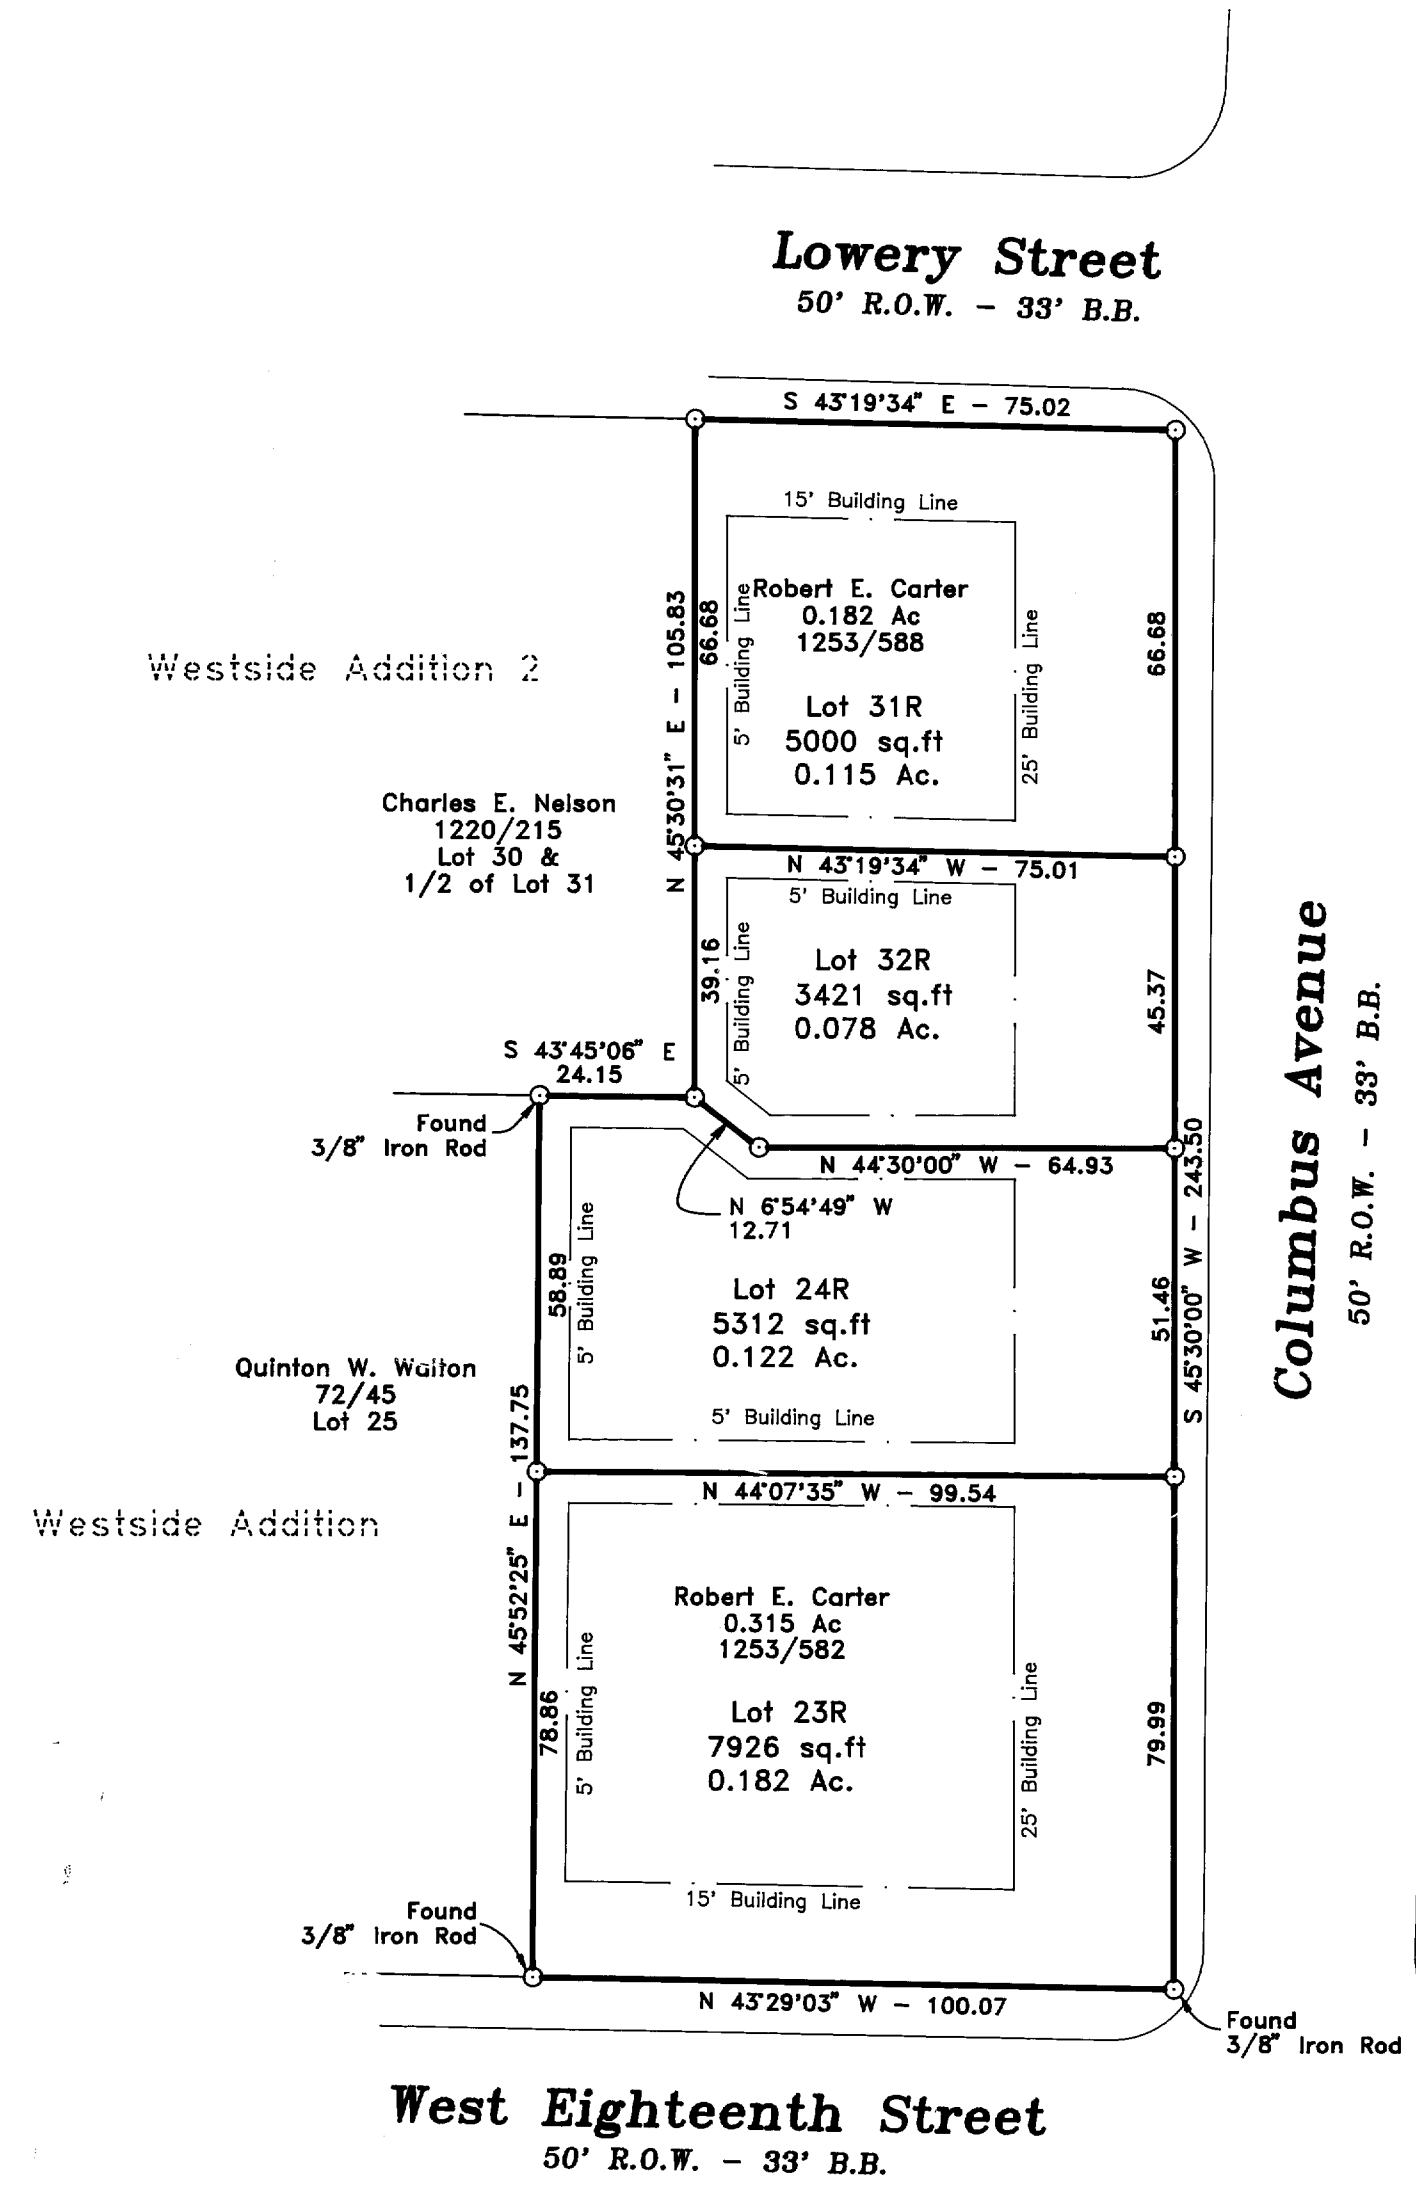 Lowery Street
50' R.O.W. - 33' B.B.
S 43°19'34" E - 75.02
15' Building Line
Robert E. Carter
0.182 Ac
1253/588
Lot 31R
5000 sq.ft
0.115 Ac.
5' Building Line
25' Building Line
N 45°30'31" E - 105.83
66.68
66.68
Westside Addition 2
Charles E. Nelson
1220/215
Lot 30 &
1/2 of Lot 31
N 43°19'34" W - 75.01
5' Building Line
Lot 32R
3421 sq.ft
0.078 Ac.
5' Building Line
39.16
45.37
S 43°45'06" E
24.15
Found
3/8" Iron Rod
N 44°30'00" W - 64.93
N 6°54'49" W
12.71
S 45°30'00" W - 243.50
Columbus Avenue
50' R.O.W. - 33' B.B.
Lot 24R
5312 sq.ft
0.122 Ac.
58.89
5' Building Line
51.46
5' Building Line
Quinton W. Walton
72/45
Lot 25
N 45°52'25" E - 137.75
N 44°07'35" W - 99.54
Westside Addition
Robert E. Carter
0.315 Ac
1253/582
Lot 23R
7926 sq.ft
0.182 Ac.
78.86
5' Building Line
25' Building Line
79.99
15' Building Line
Found
3/8" Iron Rod
N 43°29'03" W - 100.07
Found
3/8" Iron Rod
West Eighteenth Street
50' R.O.W. - 33' B.B.